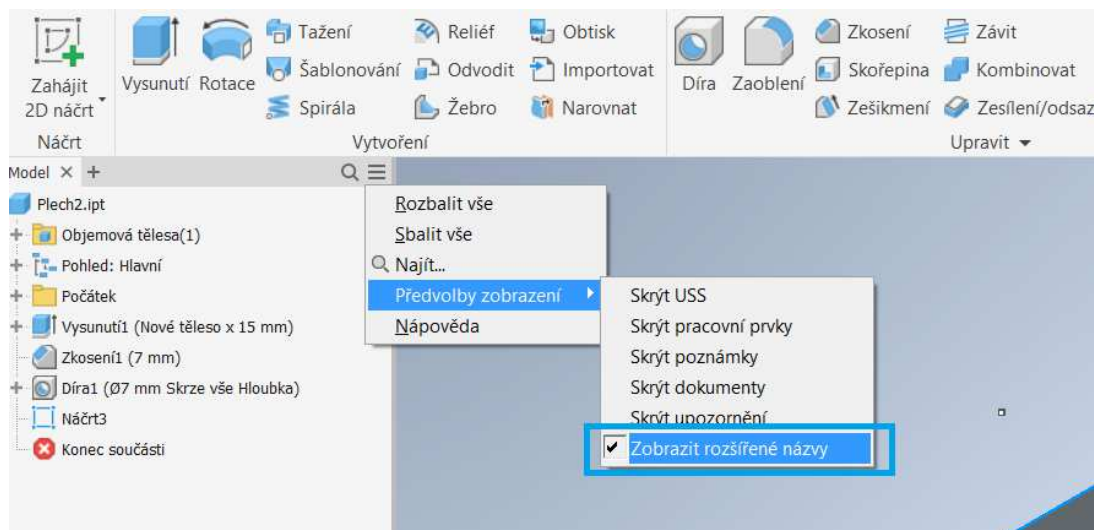 Zahájit
2D náčrt
Vysunutí
Rotace
Tažení
Šablonování
Spirála
Reliéf
Odvodit
Žebro
Obtisk
Importovat
Narovnat
Díra
Zaoblení
Zkosení
Skořepina
Zešikmení
Závit
Kombinovat
Zesílení/odsaz
Náčrt
Vytvoření
Upravit
Model
Plech2.ipt
Objemová tělesa(1)
Pohled: Hlavní
Počátek
Vysunutí1 (Nové těleso x 15 mm)
Zkosení1 (7 mm)
Díra1 (Ø7 mm Skrze vše Hloubka)
Náčrt3
Konec součásti
Rozbalit vše
Sbalit vše
Najít...
Předvolby zobrazení
Nápověda
Skrýt USS
Skrýt pracovní prvky
Skrýt poznámky
Skrýt dokumenty
Skrýt upozornění
Zobrazit rozšířené názvy